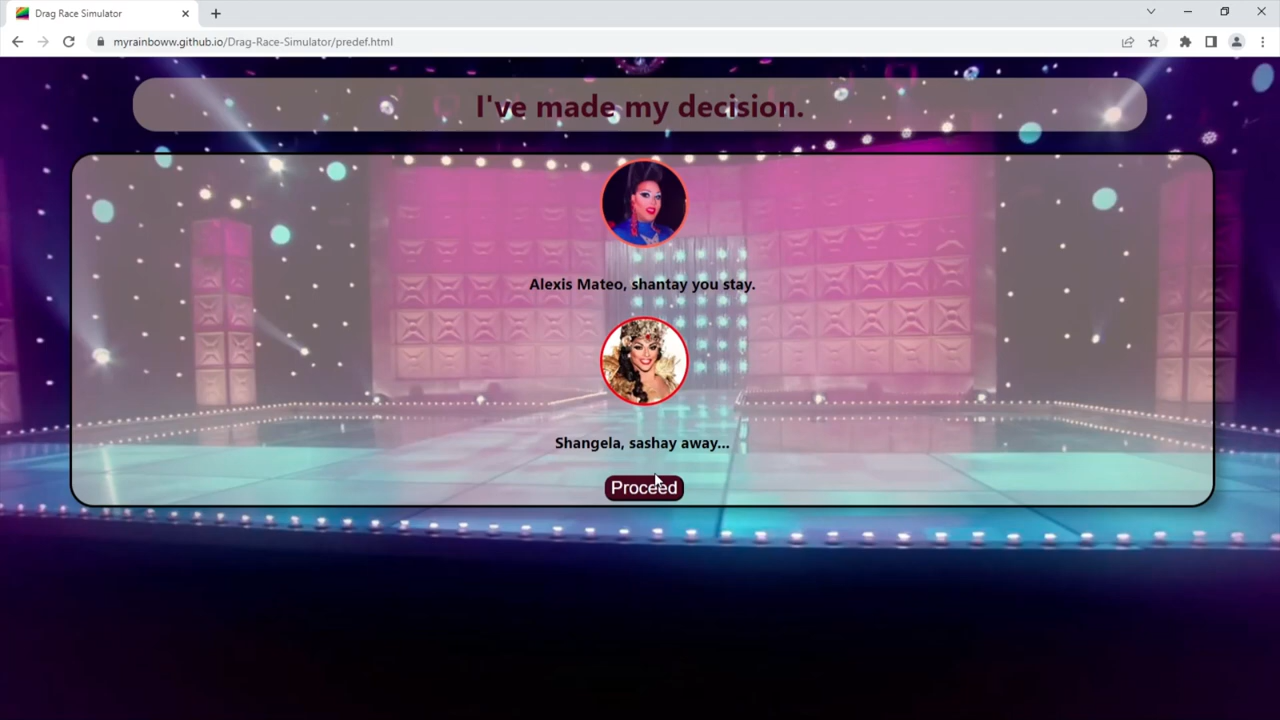 Drag Race Simulator
myrainboww.github.io/Drag-Race-Simulator/predef.html
I've made my decision.
Alexis Mateo, shantay you stay.
Shangela, sashay away...
Proceed